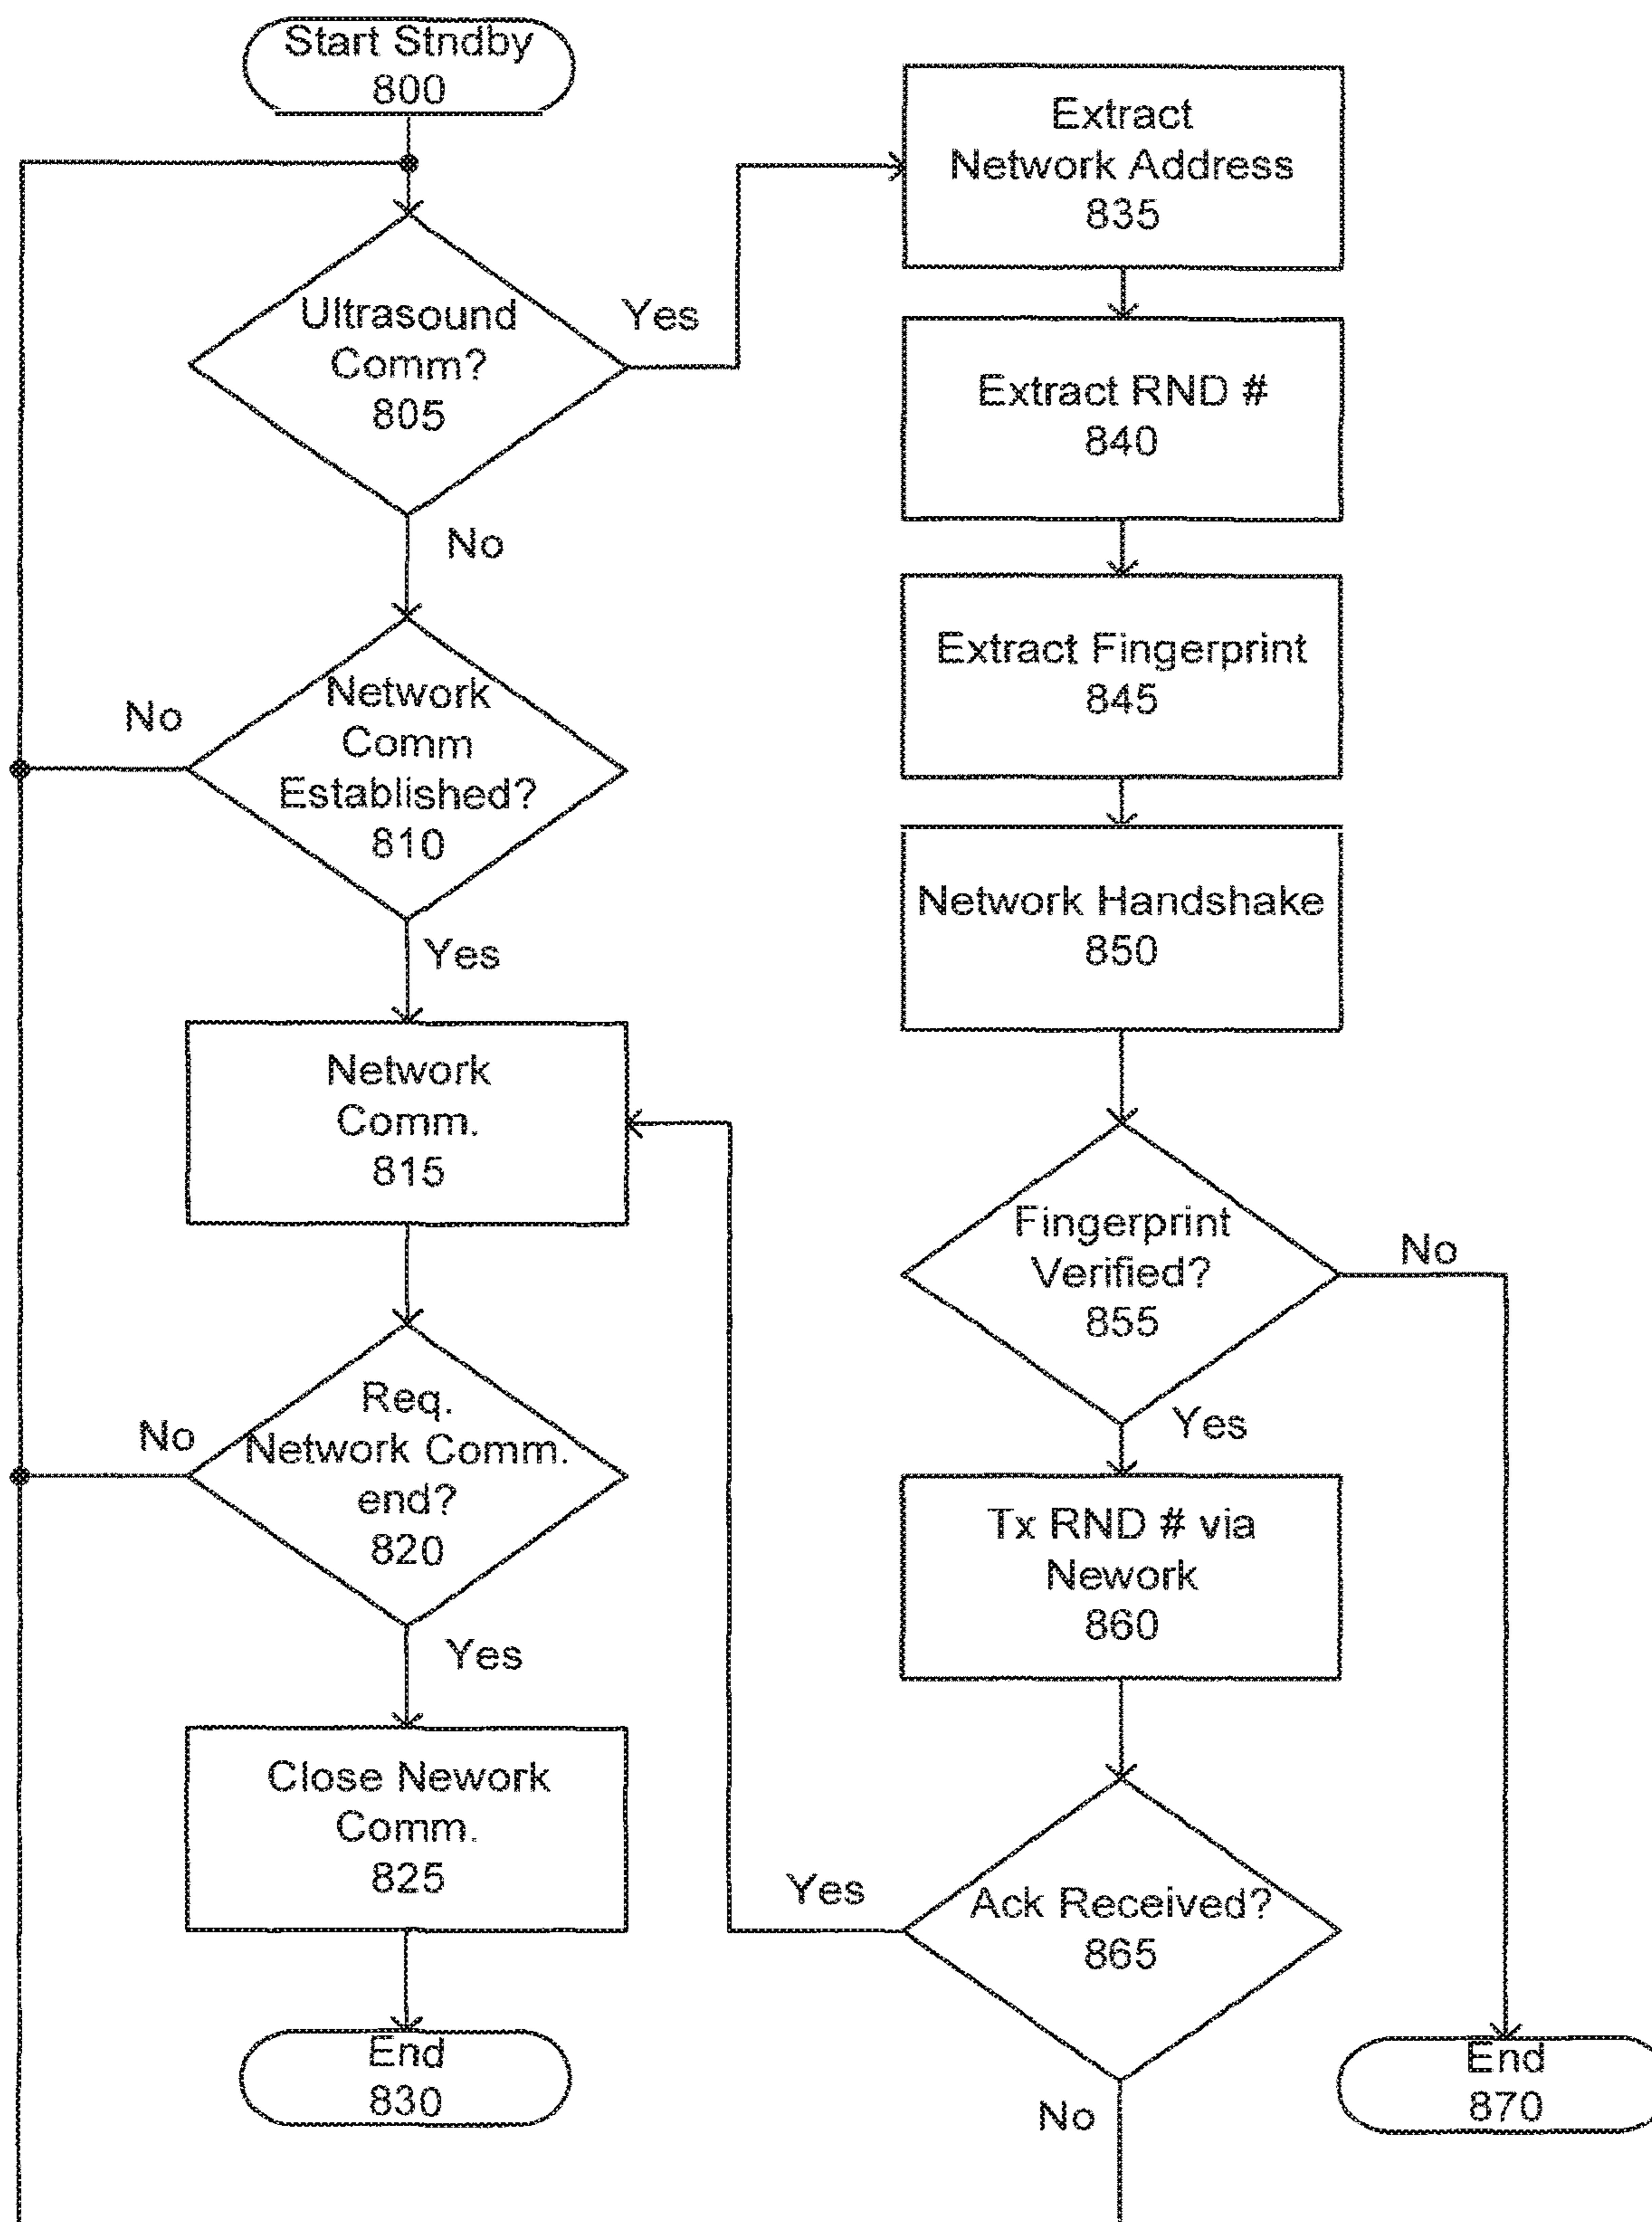 Start Stndby
800
Ultrasound
Comm?
805
Yes
No
Network
Comm
Established?
810
No
Yes
Network
Comm.
815
Req.
Network Comm.
end?
820
No
Yes
Close Nework
Comm.
825
End
830
Extract
Network Address
835
Extract RND #
840
Extract Fingerprint
845
Network Handshake
850
Fingerprint
Verified?
855
No
Yes
Tx RND # via
Nework
860
Ack Received?
865
Yes
No
End
870